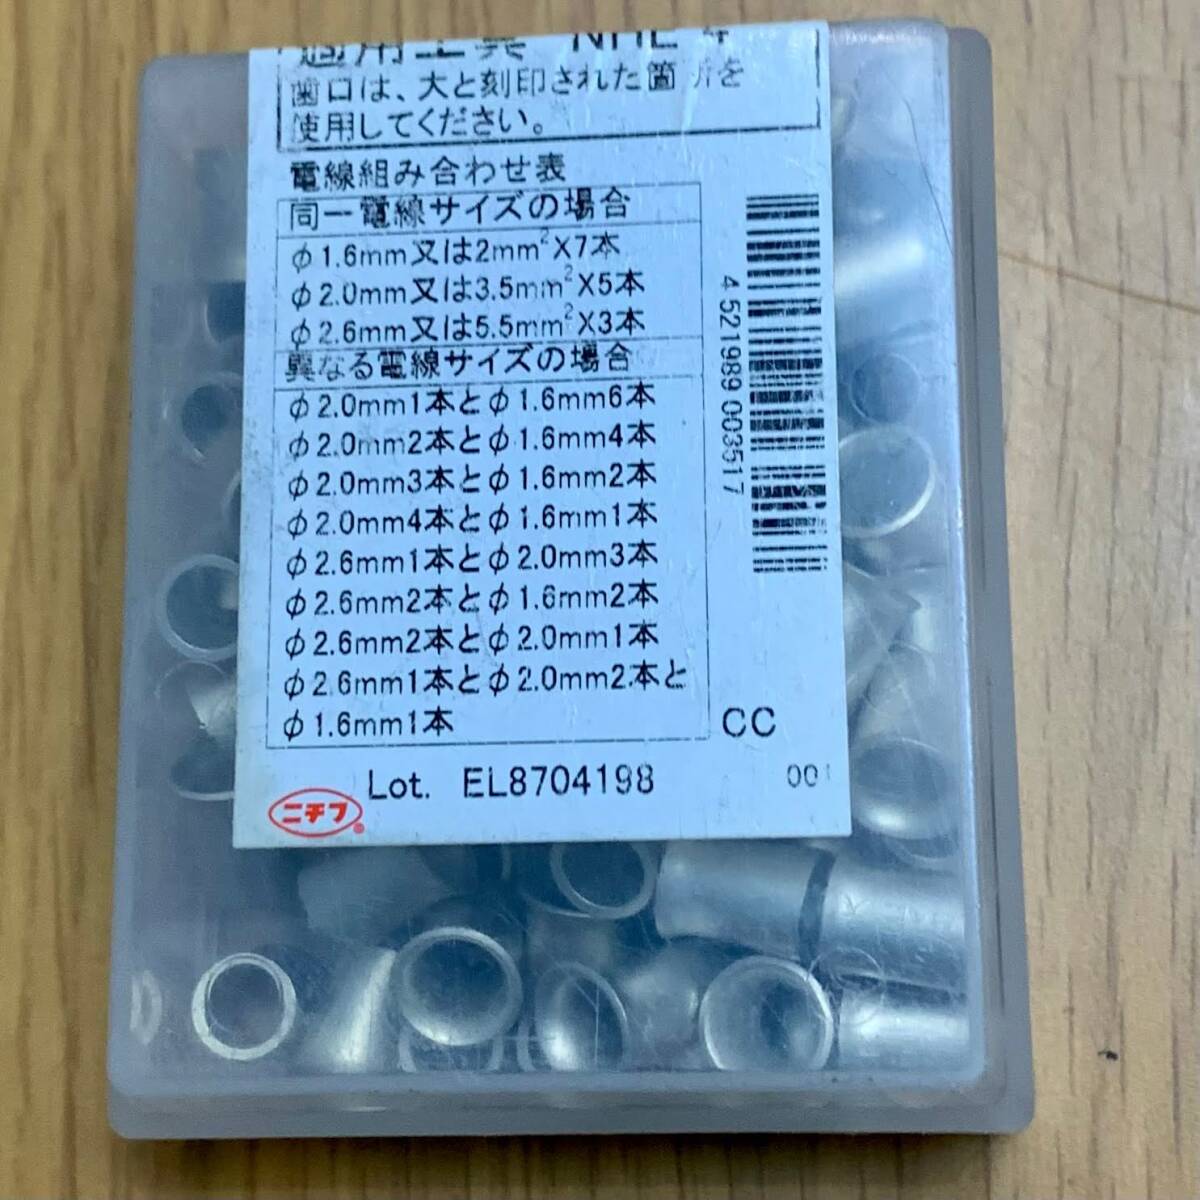 適用工具 NHE 4
歯口は、大と刻印された箇所を
使用してください。
電線組み合わせ表
同一電線サイズの場合
φ1.6mm又は2mm²X7本
φ2.0mm又は3.5mm²X5本
φ2.6mm又は5.5mm²X3本
異なる電線サイズの場合
φ2.0mm1本とφ1.6mm6本
φ2.0mm2本とφ1.6mm4本
φ2.0mm3本とφ1.6mm2本
φ2.0mm4本とφ1.6mm1本
φ2.6mm1本とφ2.0mm3本
φ2.6mm2本とφ1.6mm2本
φ2.6mm2本とφ2.0mm1本
φ2.6mm1本とφ2.0mm2本と
φ1.6mm1本
4 521989 003517
CC
Lot. EL8704198
001
ニチフ®